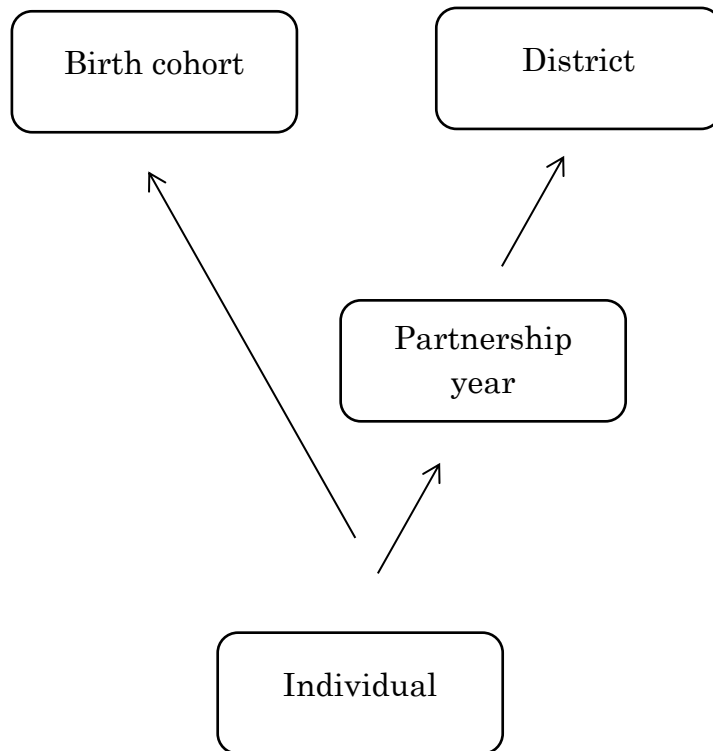 Birth cohort
District
Partnership
year
Individual